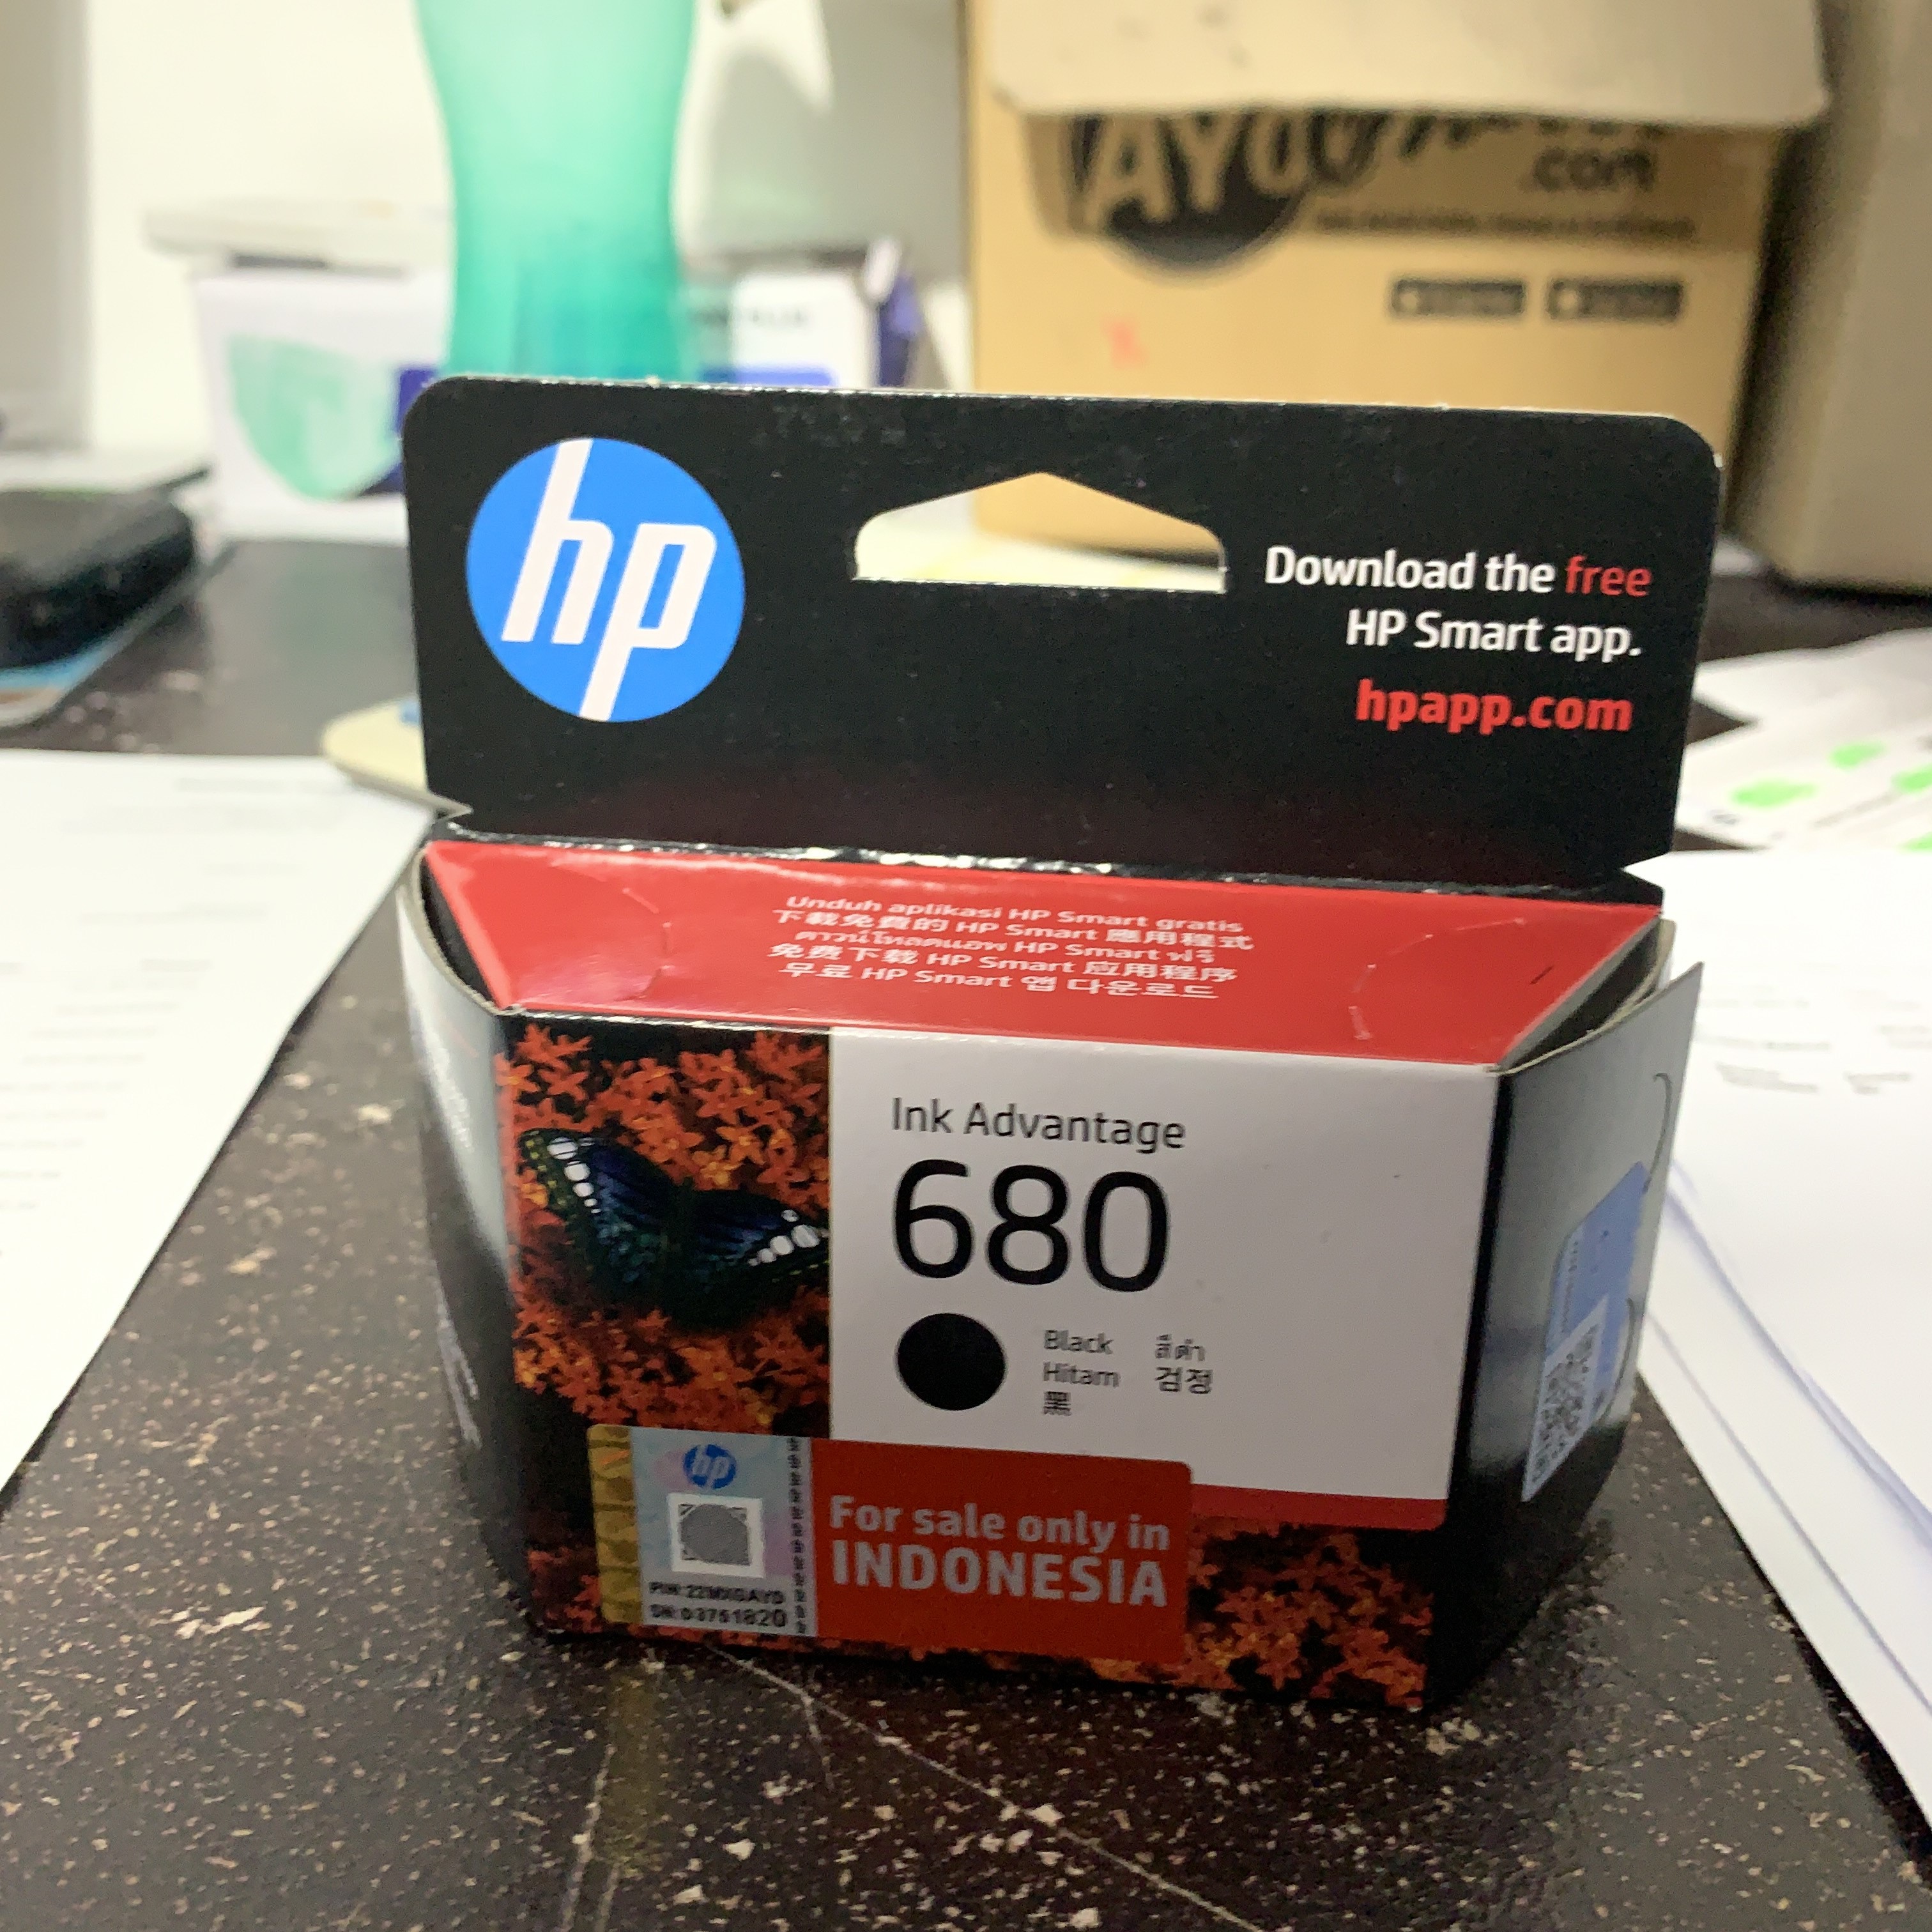 AYO
.com
hp
Download the free
HP Smart app.
hpapp.com
Unduh aplikasi HP Smart gratis
下載免費的 HP Smart 應用程式
ดาวน์โหลดแอพ HP Smart ฟรี
免费下载 HP Smart 应用程序
무료 HP Smart 앱 다운로드
Ink Advantage
680
Black สีดำ
Hitam 검정
黑
hp
For sale only in
INDONESIA